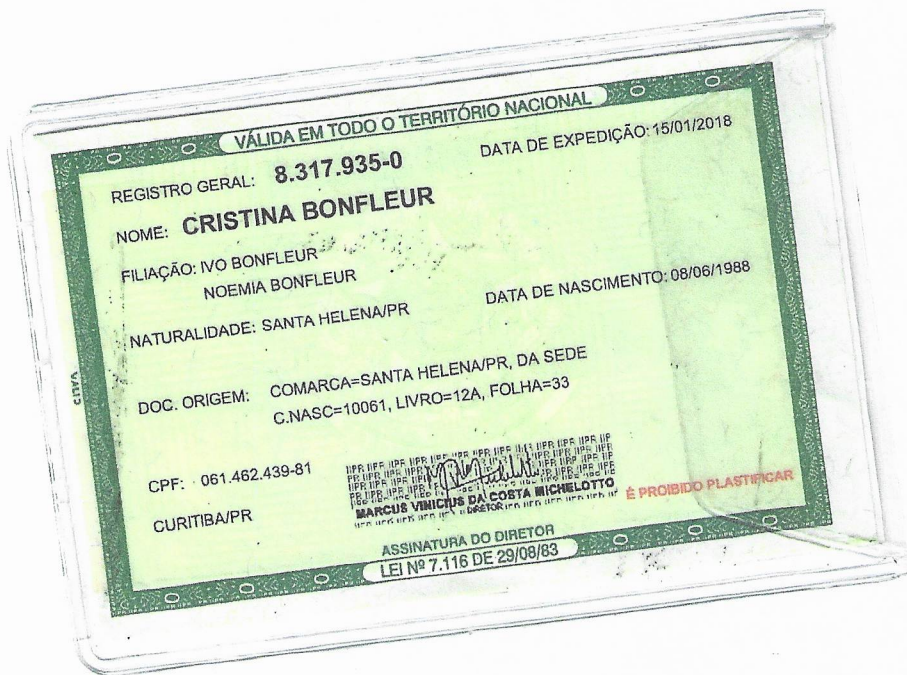 VÁLIDA EM TODO O TERRITÓRIO NACIONAL
REGISTRO GERAL: 8.317.935-0 DATA DE EXPEDIÇÃO: 15/01/2018
NOME: CRISTINA BONFLEUR
FILIAÇÃO: IVO BONFLEUR
NOEMIA BONFLEUR
NATURALIDADE: SANTA HELENA/PR DATA DE NASCIMENTO: 08/06/1988
DOC. ORIGEM: COMARCA=SANTA HELENA/PR, DA SEDE
C.NASC=10061, LIVRO=12A, FOLHA=33
CPF: 061.462.439-81
CURITIBA/PR
MARCUS VINICIUS DA COSTA MICHELOTTO
DIRETOR
É PROIBIDO PLASTIFICAR
ASSINATURA DO DIRETOR
LEI Nº 7.116 DE 29/08/83